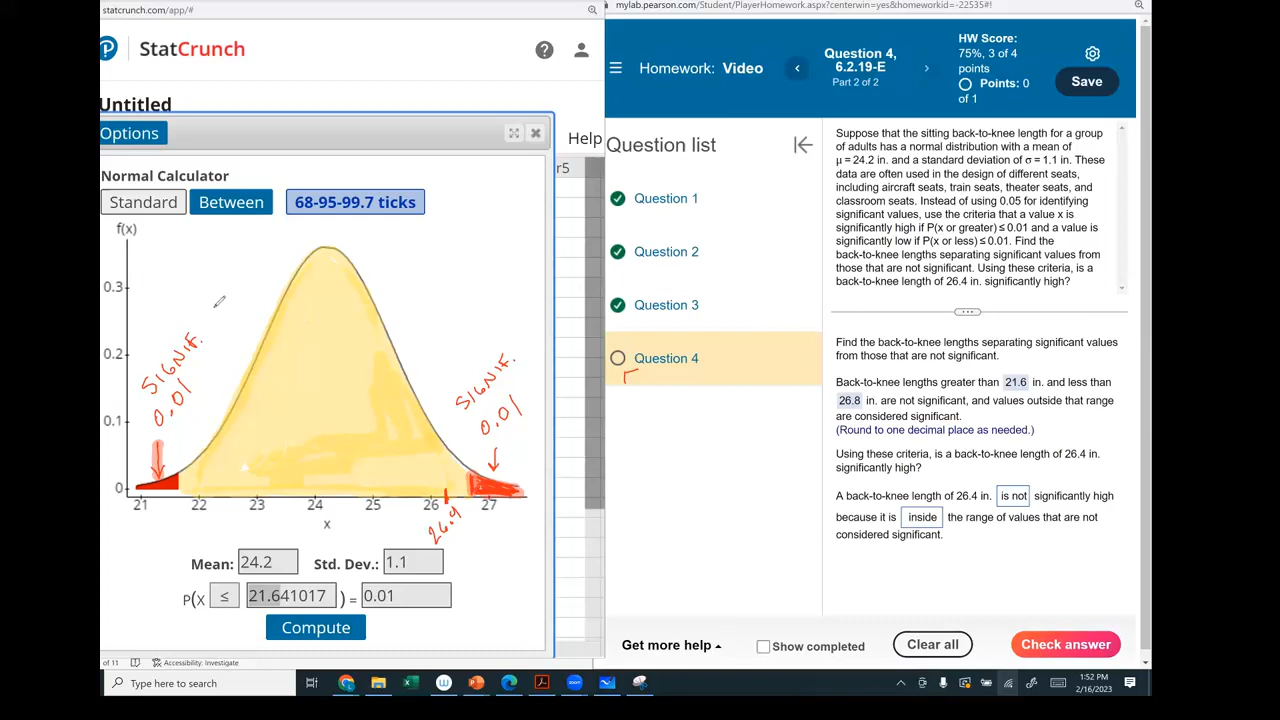 statcrunch.com/app/#
StatCrunch
Untitled
Options
Help
r5
Normal Calculator
Standard
Between
68-95-99.7 ticks
f(x)
0.3
0.2
0.1
0
21
22
23
24
25
26
27
x
SIGNIF.
0.01
SIGNIF.
0.01
26.4
Mean: 24.2 Std. Dev.: 1.1
P(X ≤ 21.641017 ) = 0.01
Compute
of 11
Accessibility: Investigate
mylab.pearson.com/Student/PlayerHomework.aspx?centerwin=yes&homeworkid=-22535#!
Homework: Video
Question 4,
6.2.19-E
Part 2 of 2
HW Score:
75%, 3 of 4
points
Points: 0
of 1
Save
Question list
Question 1
Question 2
Question 3
Question 4
Suppose that the sitting back-to-knee length for a group
of adults has a normal distribution with a mean of
μ = 24.2 in. and a standard deviation of σ = 1.1 in. These
data are often used in the design of different seats,
including aircraft seats, train seats, theater seats, and
classroom seats. Instead of using 0.05 for identifying
significant values, use the criteria that a value x is
significantly high if P(x or greater) ≤ 0.01 and a value is
significantly low if P(x or less) ≤ 0.01. Find the
back-to-knee lengths separating significant values from
those that are not significant. Using these criteria, is a
back-to-knee length of 26.4 in. significantly high?
Find the back-to-knee lengths separating significant values
from those that are not significant.
Back-to-knee lengths greater than 21.6 in. and less than
26.8 in. are not significant, and values outside that range
are considered significant.
(Round to one decimal place as needed.)
Using these criteria, is a back-to-knee length of 26.4 in.
significantly high?
A back-to-knee length of 26.4 in. is not significantly high
because it is inside the range of values that are not
considered significant.
Get more help
Show completed
Clear all
Check answer
Type here to search
1:52 PM
2/16/2023